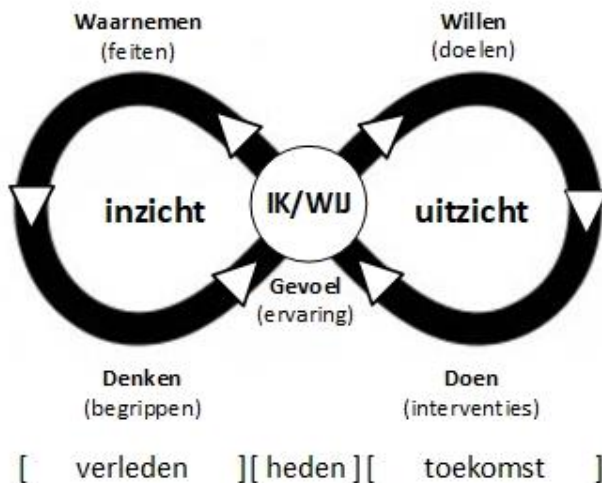 Waarnemen
(feiten)
Willen
(doelen)
inzicht
IK/WIJ
uitzicht
Gevoel
(ervaring)
Denken
(begrippen)
Doen
(interventies)
[ verleden ][ heden ][ toekomst ]